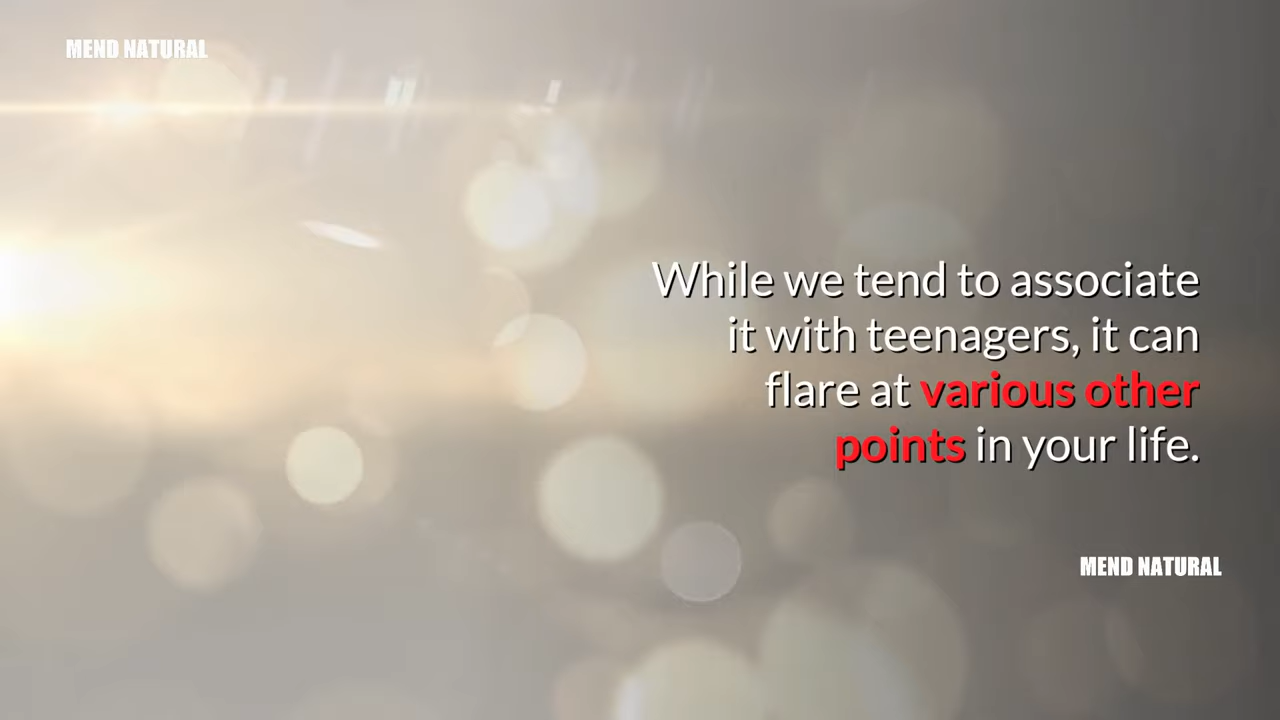 MEND NATURAL
While we tend to associate
it with teenagers, it can
flare at various other
points in your life.
MEND NATURAL